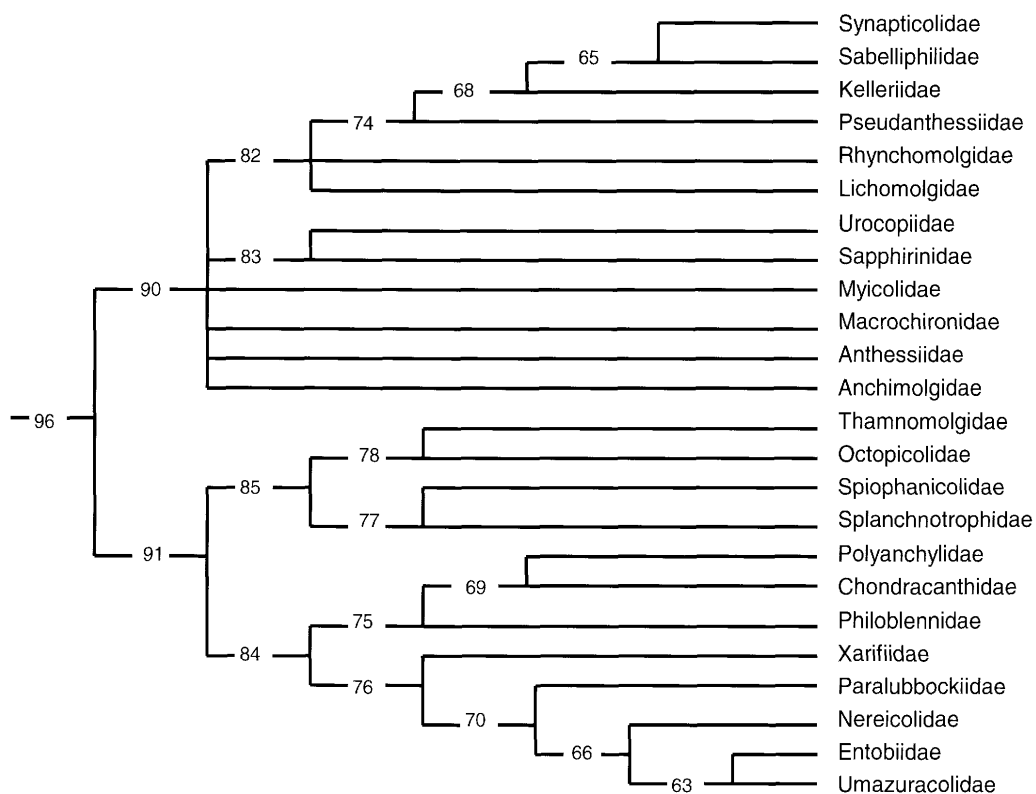 Synapticolidae
65
Sabelliphilidae
68
Kelleriidae
74
Pseudanthessiidae
82
Rhynchomolgidae
Lichomolgidae
Urocopiidae
83
Sapphirinidae
90
Myicolidae
Macrochironidae
Anthessiidae
Anchimolgidae
96
Thamnomolgidae
78
Octopicolidae
85
Spiophanicolidae
77
Splanchnotrophidae
91
Polyanchylidae
69
Chondracanthidae
75
Philoblennidae
84
Xarifiidae
76
Paralubbockiidae
70
Nereicolidae
66
Entobiidae
63
Umazuracolidae